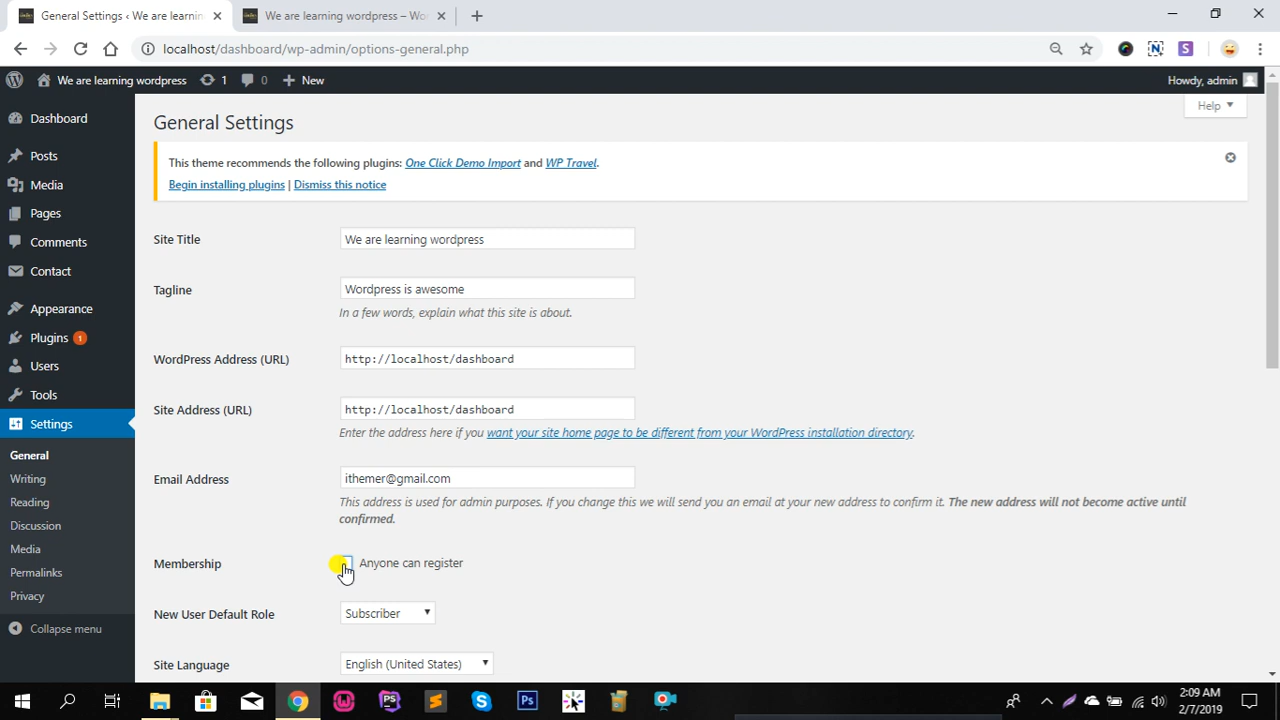 General Settings ‹ We are learnin
We are learning wordpress – Wo
localhost/dashboard/wp-admin/options-general.php
We are learning wordpress 1 0 New Howdy, admin
Help
Dashboard
Posts
Media
Pages
Comments
Contact
Appearance
Plugins 1
Users
Tools
Settings
General
Writing
Reading
Discussion
Media
Permalinks
Privacy
Collapse menu
General Settings
This theme recommends the following plugins: One Click Demo Import and WP Travel.
Begin installing plugins | Dismiss this notice
Site Title We are learning wordpress
Tagline Wordpress is awesome
In a few words, explain what this site is about.
WordPress Address (URL) http://localhost/dashboard
Site Address (URL) http://localhost/dashboard
Enter the address here if you want your site home page to be different from your WordPress installation directory.
Email Address ithemer@gmail.com
This address is used for admin purposes. If you change this we will send you an email at your new address to confirm it. The new address will not become active until
confirmed.
Membership Anyone can register
New User Default Role Subscriber
Site Language English (United States)
2:09 AM
2/7/2019